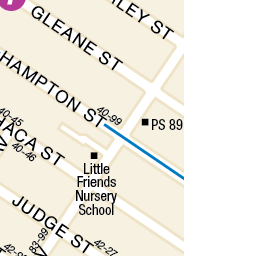 LEY ST
GLEANE ST
HAMPTON ST
40-99
PS 89
40-45
ACA ST
40-46
Little
Friends
Nursery
School
JUDGE ST
83-99
42-27